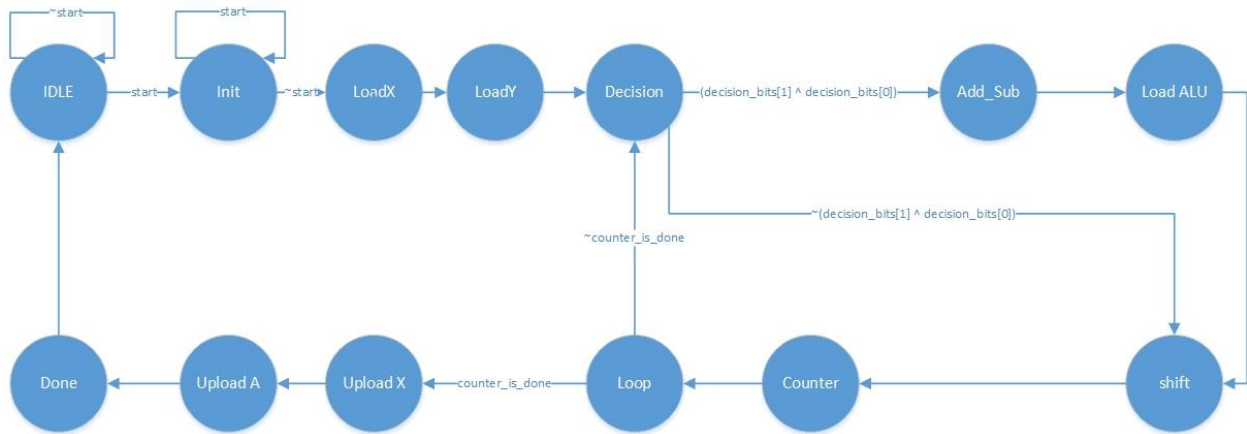 ~start
start
IDLE
start
Init
~start
LoadX
LoadY
Decision
(decision_bits[1] ^ decision_bits[0])
Add_Sub
Load ALU
~(decision_bits[1] ^ decision_bits[0])
~counter_is_done
Done
Upload A
Upload X
counter_is_done
Loop
Counter
shift